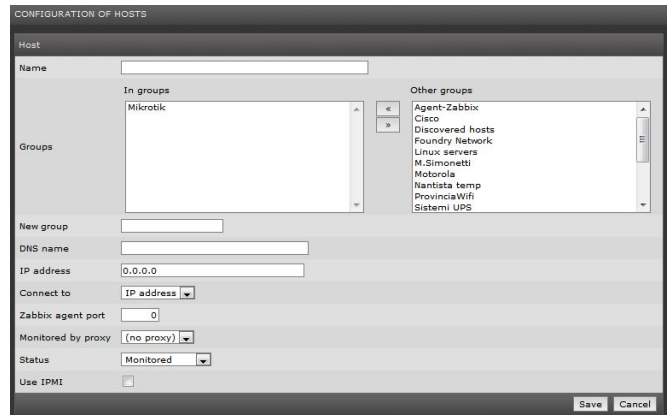 CONFIGURATION OF HOSTS
Host
Name
Groups
In groups
Mikrotik
«
»
Other groups
Agent-Zabbix
Cisco
Discovered hosts
Foundry Network
Linux servers
M.Simonetti
Motorola
Nantista temp
ProvinciaWifi
Sistemi UPS
New group
DNS name
IP address 0.0.0.0
Connect to IP address
Zabbix agent port 0
Monitored by proxy (no proxy)
Status Monitored
Use IPMI
Save Cancel